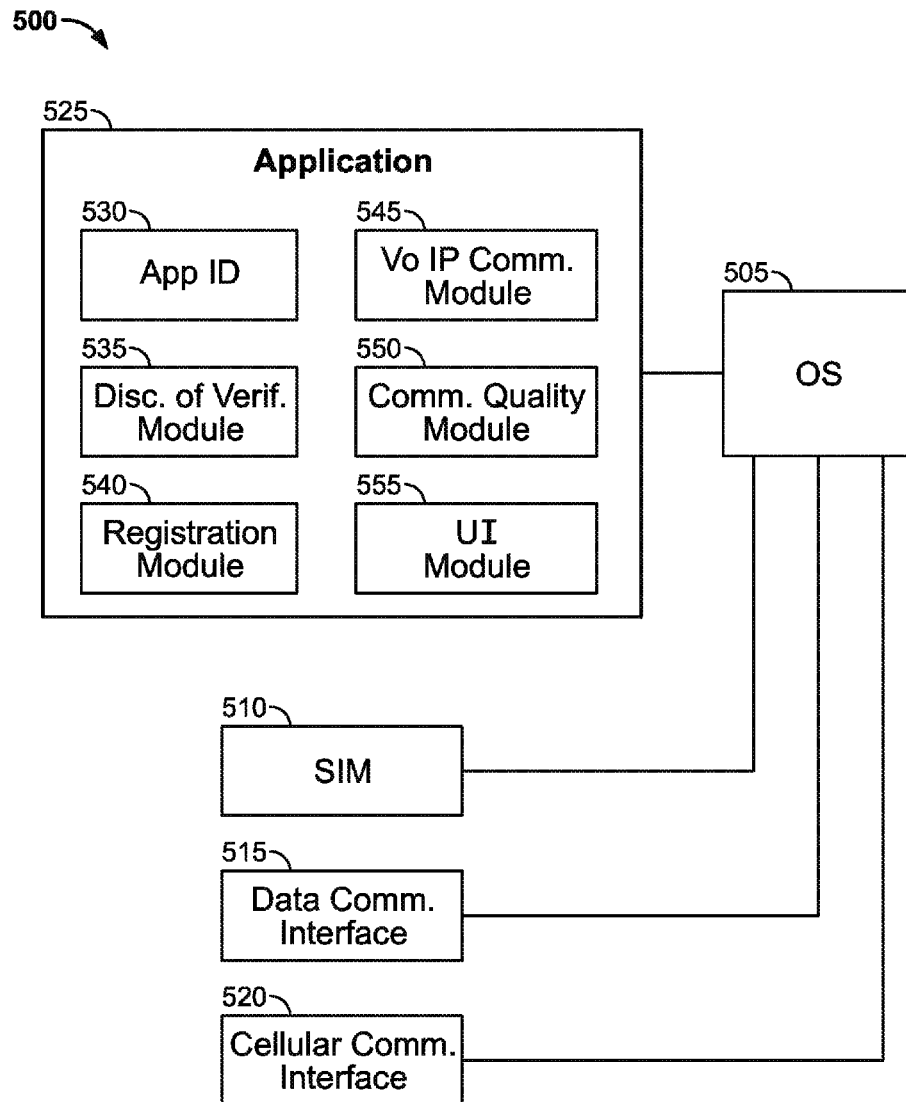 500
525
Application
530
App ID
545
Vo IP Comm.
Module
505
OS
535
Disc. of Verif.
Module
550
Comm. Quality
Module
540
Registration
Module
555
UI
Module
510
SIM
515
Data Comm.
Interface
520
Cellular Comm.
Interface